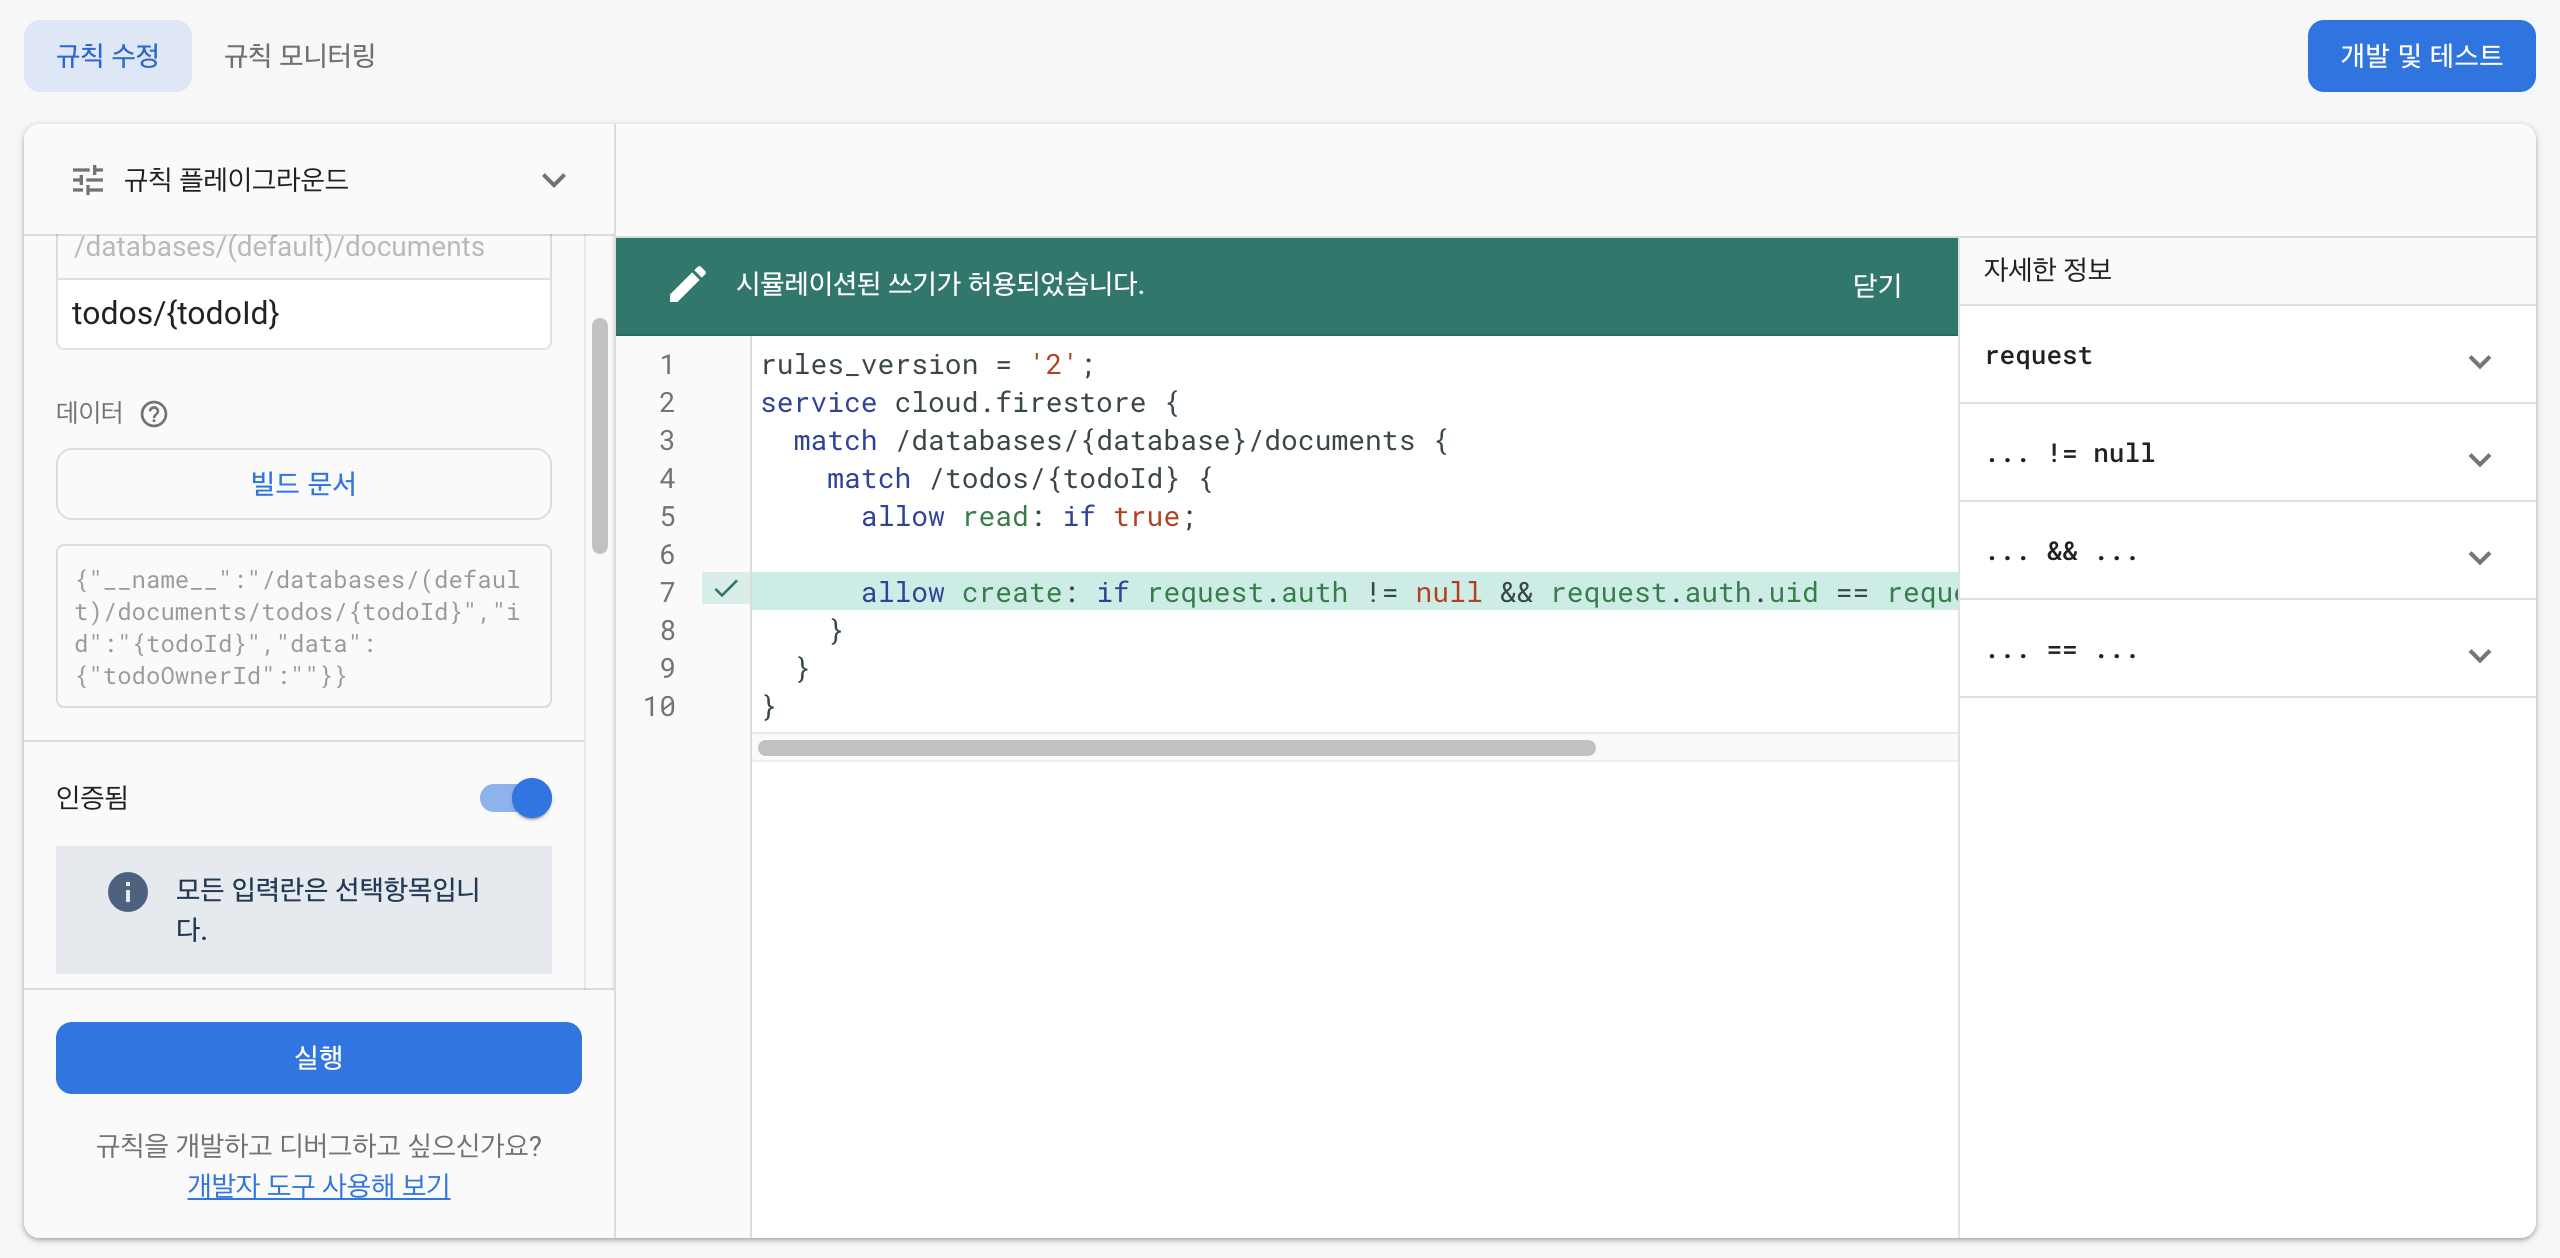 규칙 수정
규칙 모니터링
개발 및 테스트
규칙 플레이그라운드
/databases/(default)/documents
todos/{todoId}
데이터
빌드 문서
{"__name__":"/databases/(defaul
t)/documents/todos/{todoId}","i
d":"{todoId}","data":
{"todoOwnerId":""}}
인증됨
모든 입력란은 선택항목입니
다.
실행
규칙을 개발하고 디버그하고 싶으신가요?
개발자 도구 사용해 보기
시뮬레이션된 쓰기가 허용되었습니다.
닫기
1 rules_version = '2';
2 service cloud.firestore {
3 match /databases/{database}/documents {
4 match /todos/{todoId} {
5 allow read: if true;
6
7 allow create: if request.auth != null && request.auth.uid == reque
8 }
9 }
10 }
자세한 정보
request
... != null
... && ...
... == ...